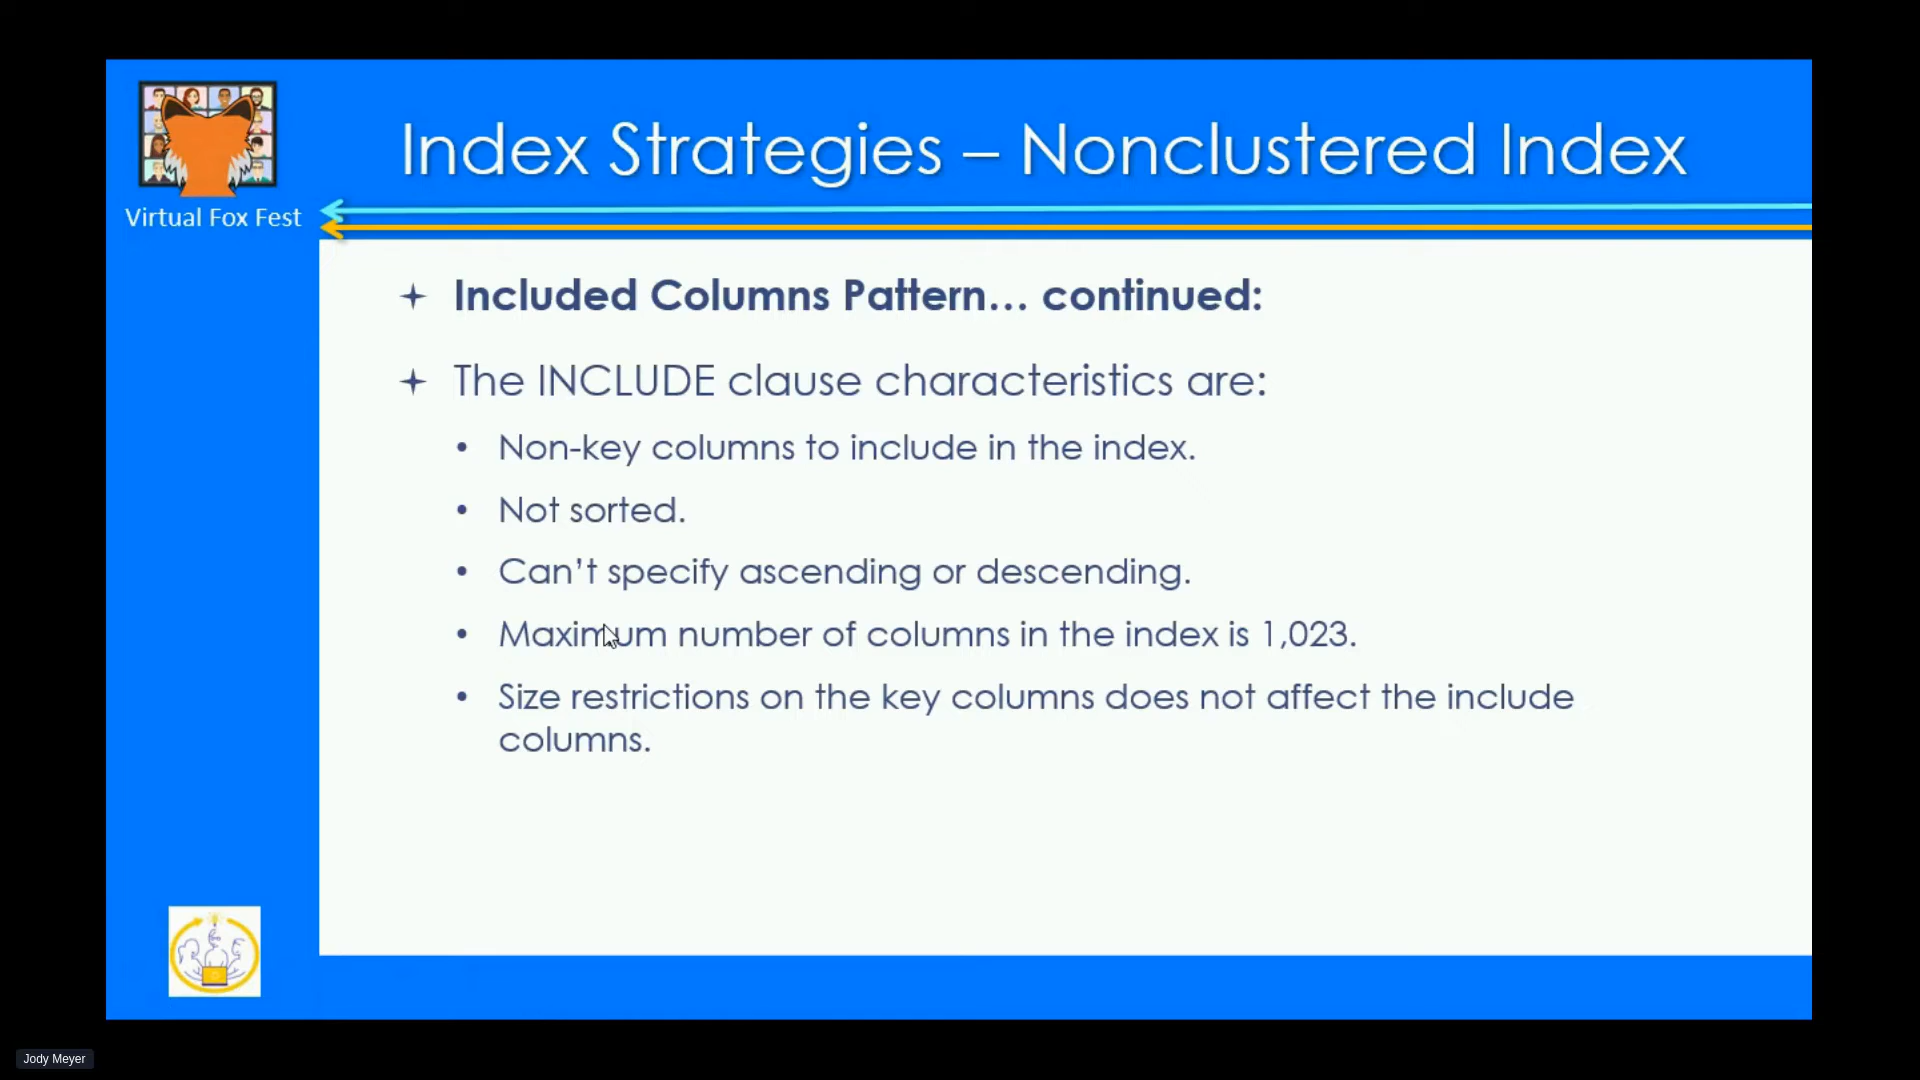 Index Strategies – Nonclustered Index
Virtual Fox Fest
Included Columns Pattern… continued:
The INCLUDE clause characteristics are:
• Non-key columns to include in the index.
• Not sorted.
• Can’t specify ascending or descending.
• Maximum number of columns in the index is 1,023.
• Size restrictions on the key columns does not affect the include
columns.
Jody Meyer